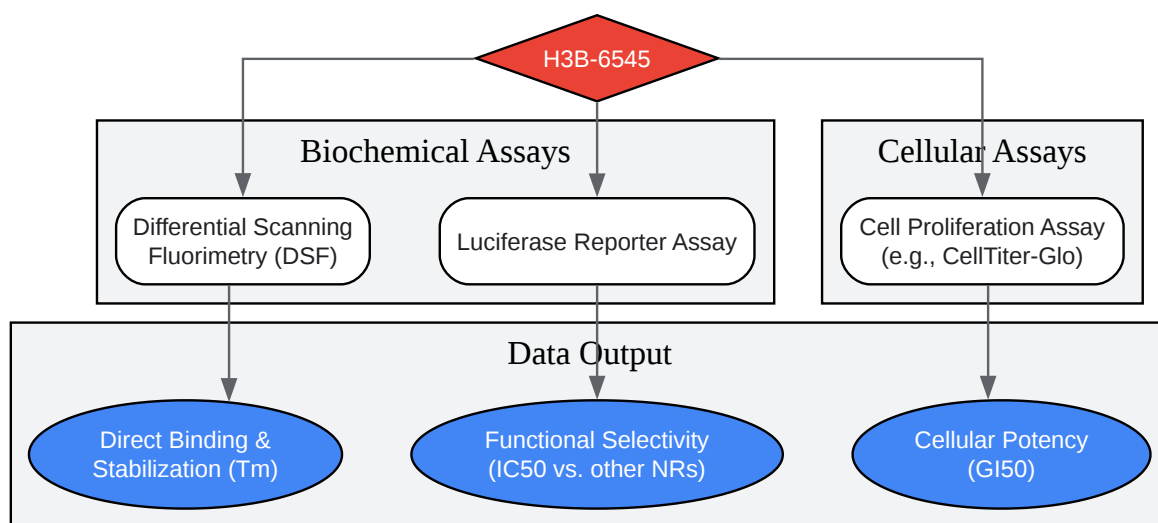 H3B-6545
Biochemical Assays
Cellular Assays
Differential Scanning
Fluorimetry (DSF)
Luciferase Reporter Assay
Cell Proliferation Assay
(e.g., CellTiter-Glo)
Data Output
Direct Binding &
Stabilization (Tm)
Functional Selectivity
(IC50 vs. other NRs)
Cellular Potency
(GI50)